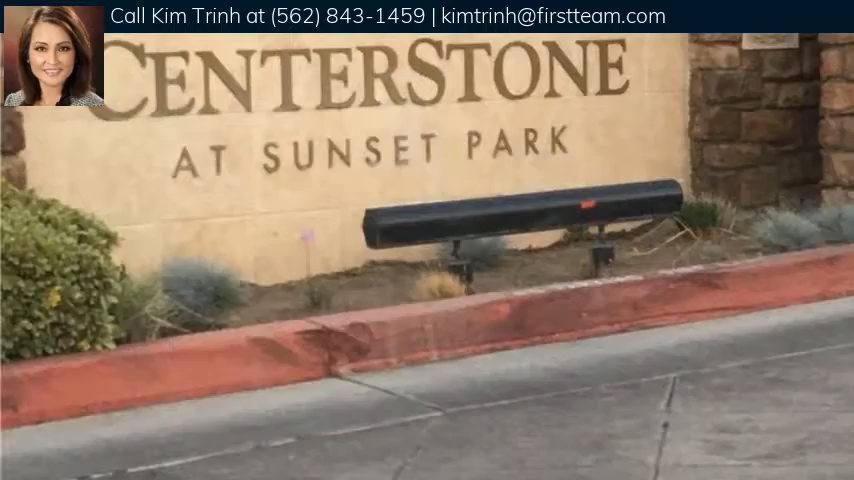 Call Kim Trinh at (562) 843-1459 | kimtrinh@firstteam.com
CENTERSTONE
AT SUNSET PARK